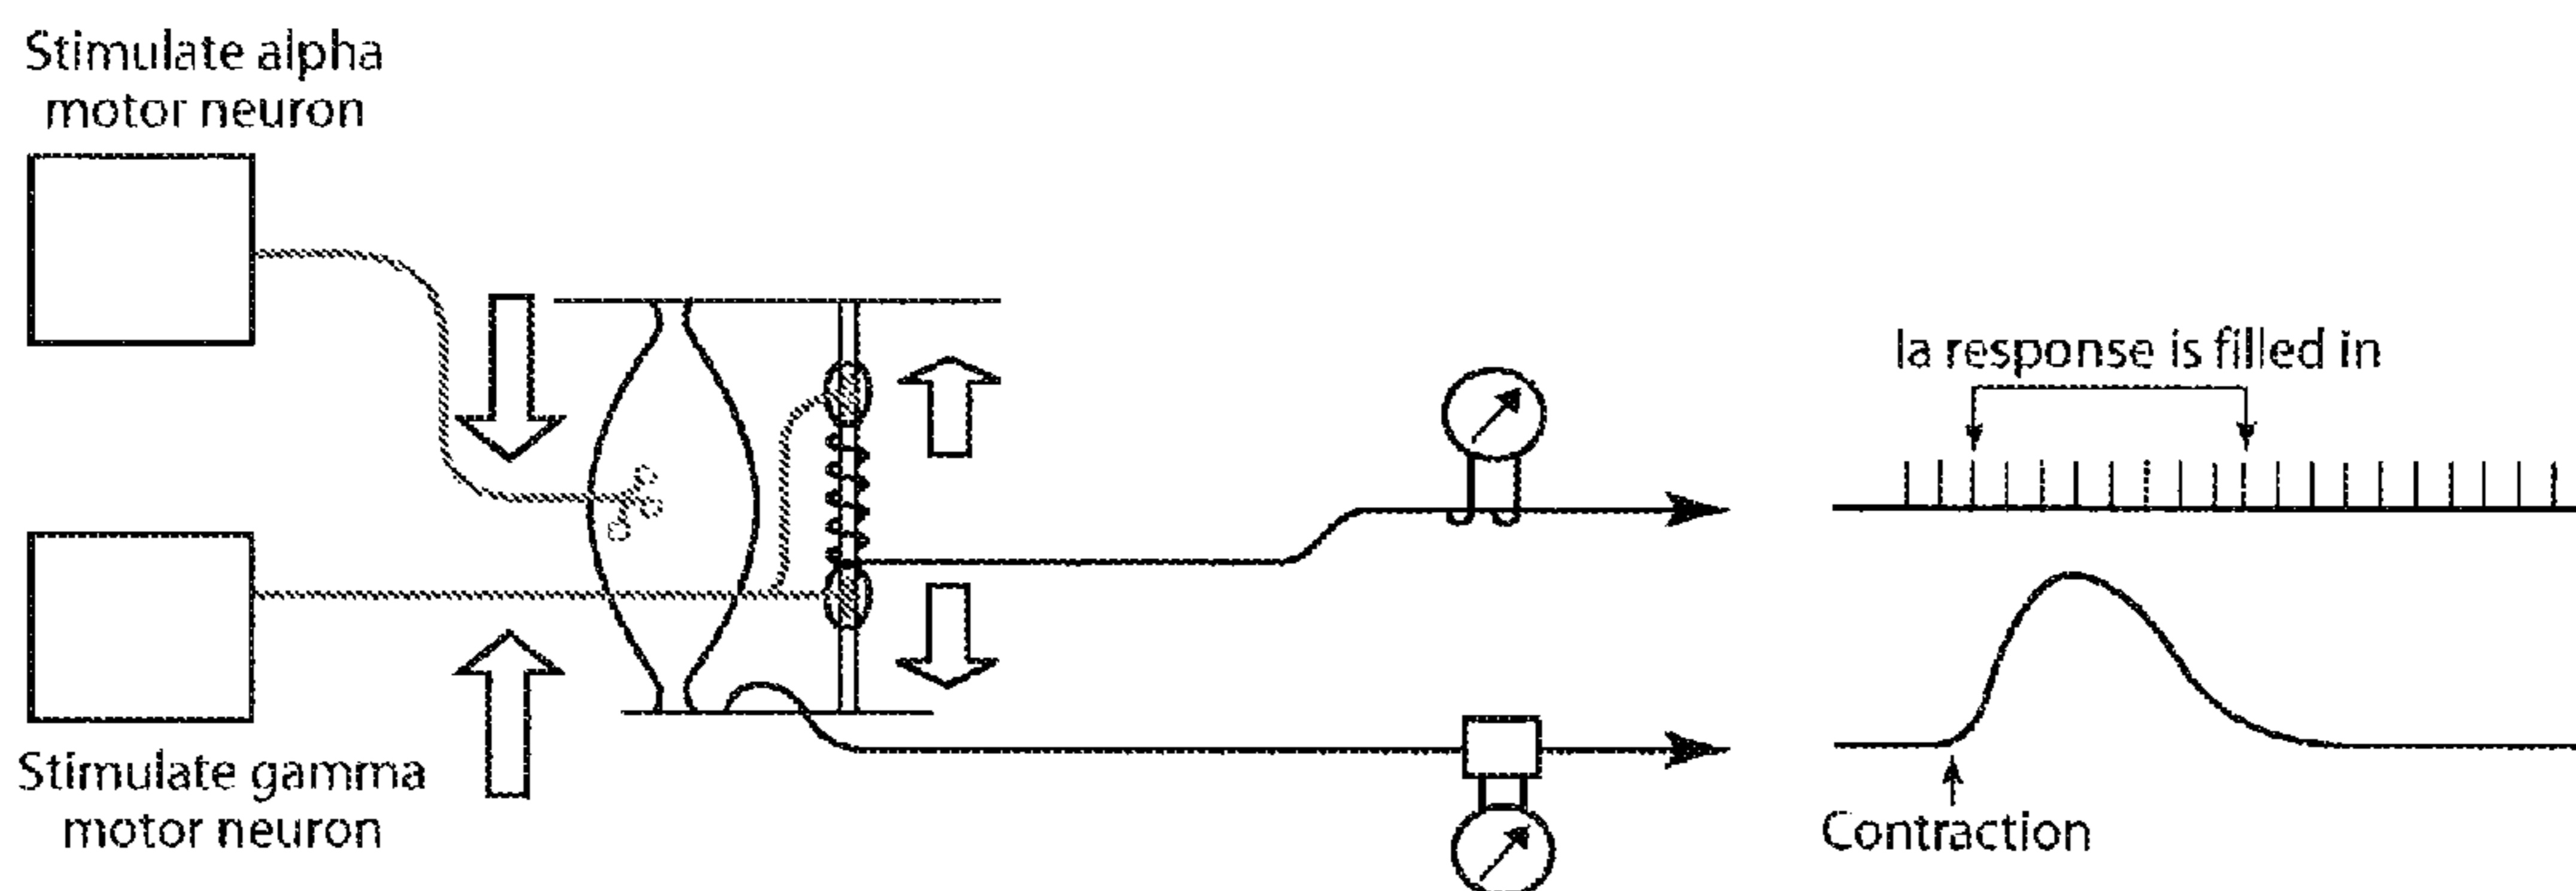 Stimulate alpha
motor neuron
Ia response is filled in
Stimulate gamma
motor neuron
Contraction